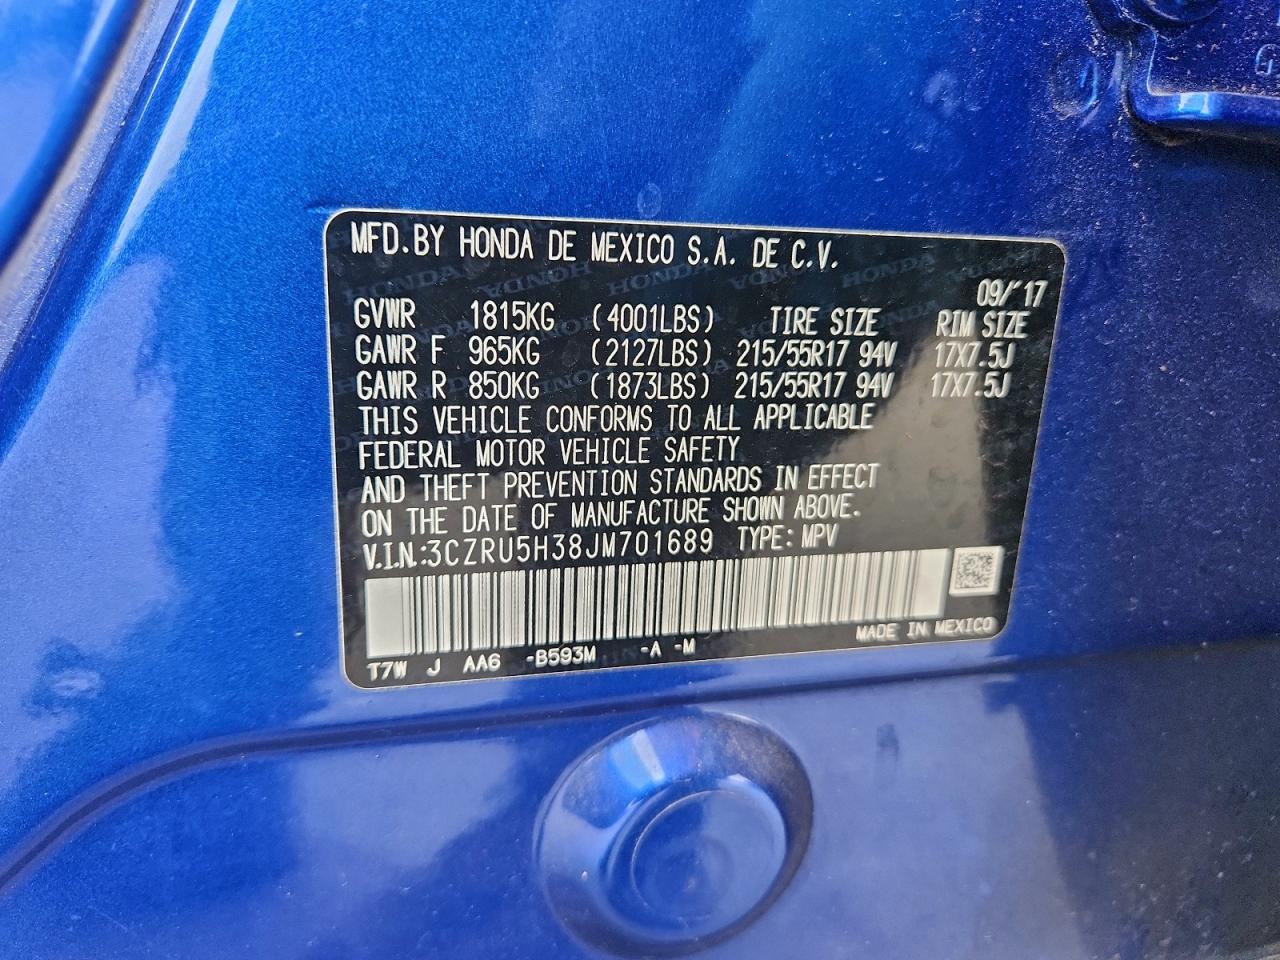 MFD.BY HONDA DE MEXICO S.A. DE C.V.
09/'17
GVWR 1815KG (4001LBS) TIRE SIZE RIM SIZE
GAWR F 965KG (2127LBS) 215/55R17 94V 17X7.5J
GAWR R 850KG (1873LBS) 215/55R17 94V 17X7.5J
THIS VEHICLE CONFORMS TO ALL APPLICABLE
FEDERAL MOTOR VEHICLE SAFETY
AND THEFT PREVENTION STANDARDS IN EFFECT
ON THE DATE OF MANUFACTURE SHOWN ABOVE.
V.I.N.:3CZRU5H38JM701689 TYPE: MPV
MADE IN MEXICO
T7W J AA6 -B593M -A -M